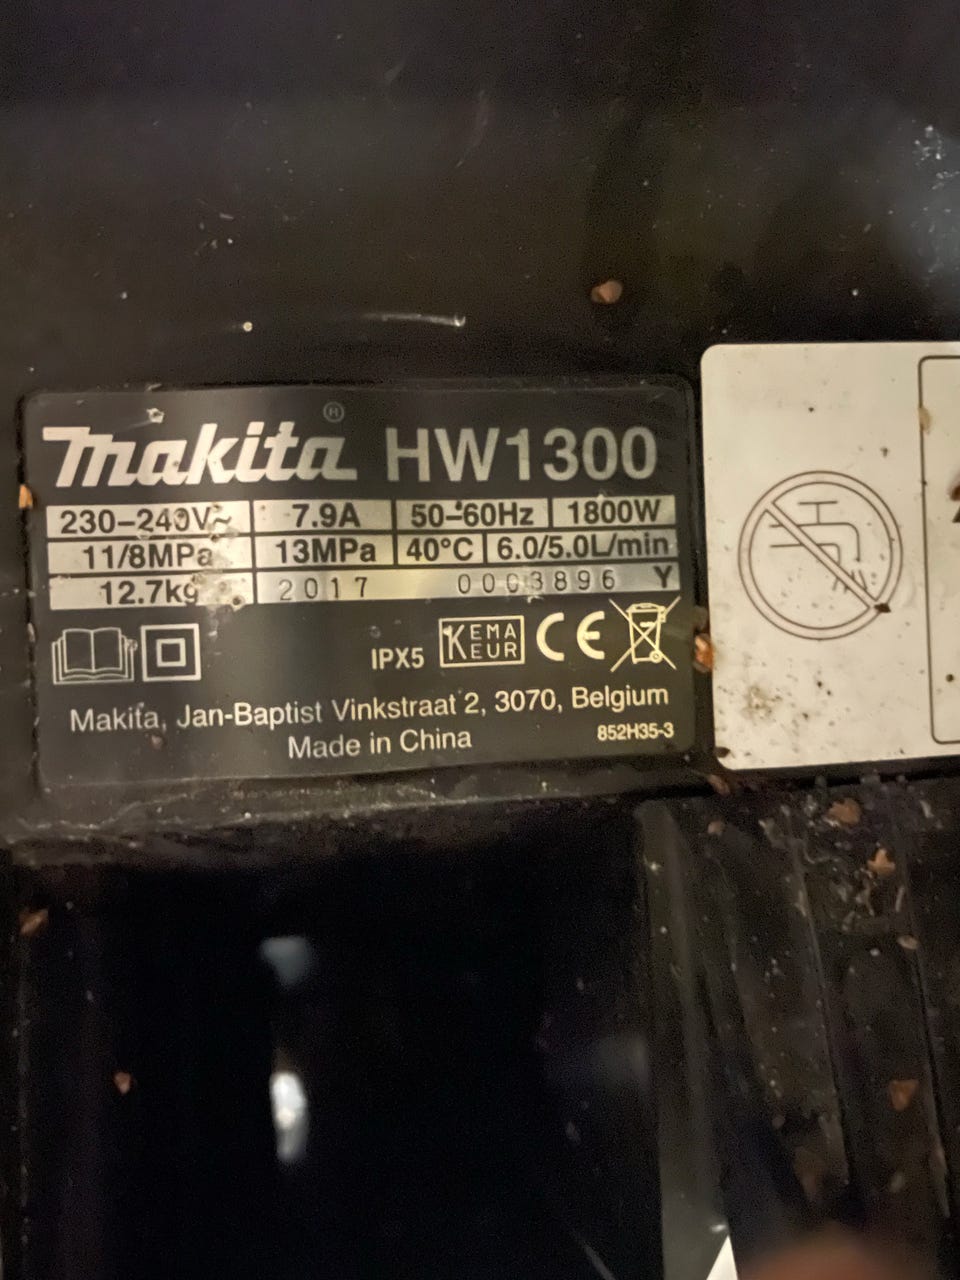 makita® HW1300
230–240V~ 7.9A 50–60Hz 1800W
11/8MPa 13MPa 40°C 6.0/5.0L/min
12.7kg 2017 0003896 Y
IPX5 KEMA KEUR CE
Makita, Jan-Baptist Vinkstraat 2, 3070, Belgium
Made in China 852H35-3